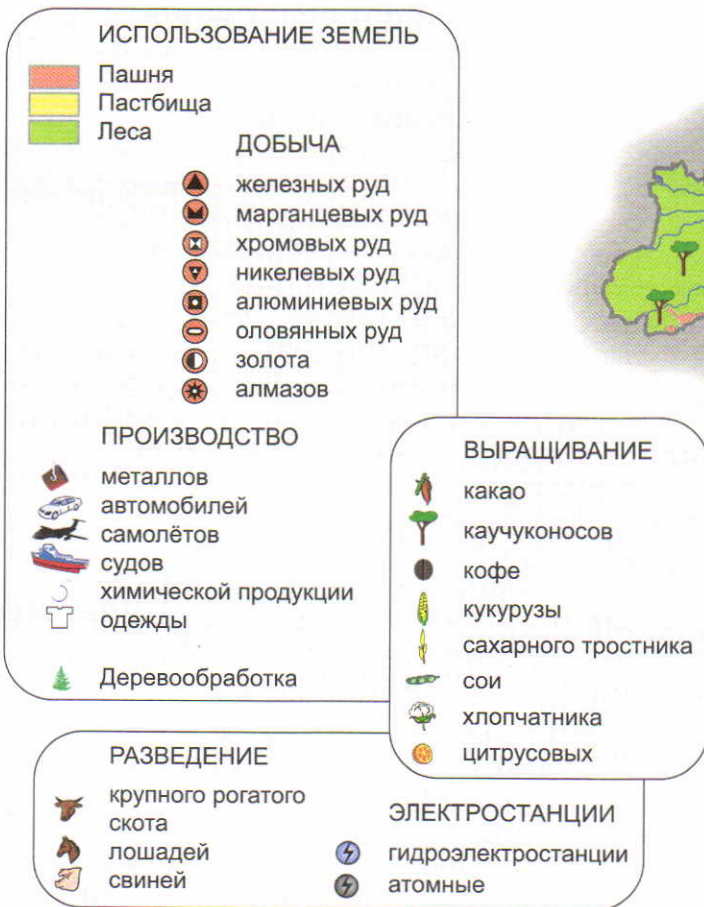 ИСПОЛЬЗОВАНИЕ ЗЕМЕЛЬ
Пашня
Пастбища
Леса
ДОБЫЧА
железных руд
марганцевых руд
хромовых руд
никелевых руд
алюминиевых руд
оловянных руд
золота
алмазов
ПРОИЗВОДСТВО
металлов
автомобилей
самолётов
судов
химической продукции
одежды
Деревообработка
ВЫРАЩИВАНИЕ
какао
каучуконосов
кофе
кукурузы
сахарного тростника
сои
хлопчатника
цитрусовых
РАЗВЕДЕНИЕ
крупного рогатого
скота
лошадей
свиней
ЭЛЕКТРОСТАНЦИИ
гидроэлектростанции
атомные